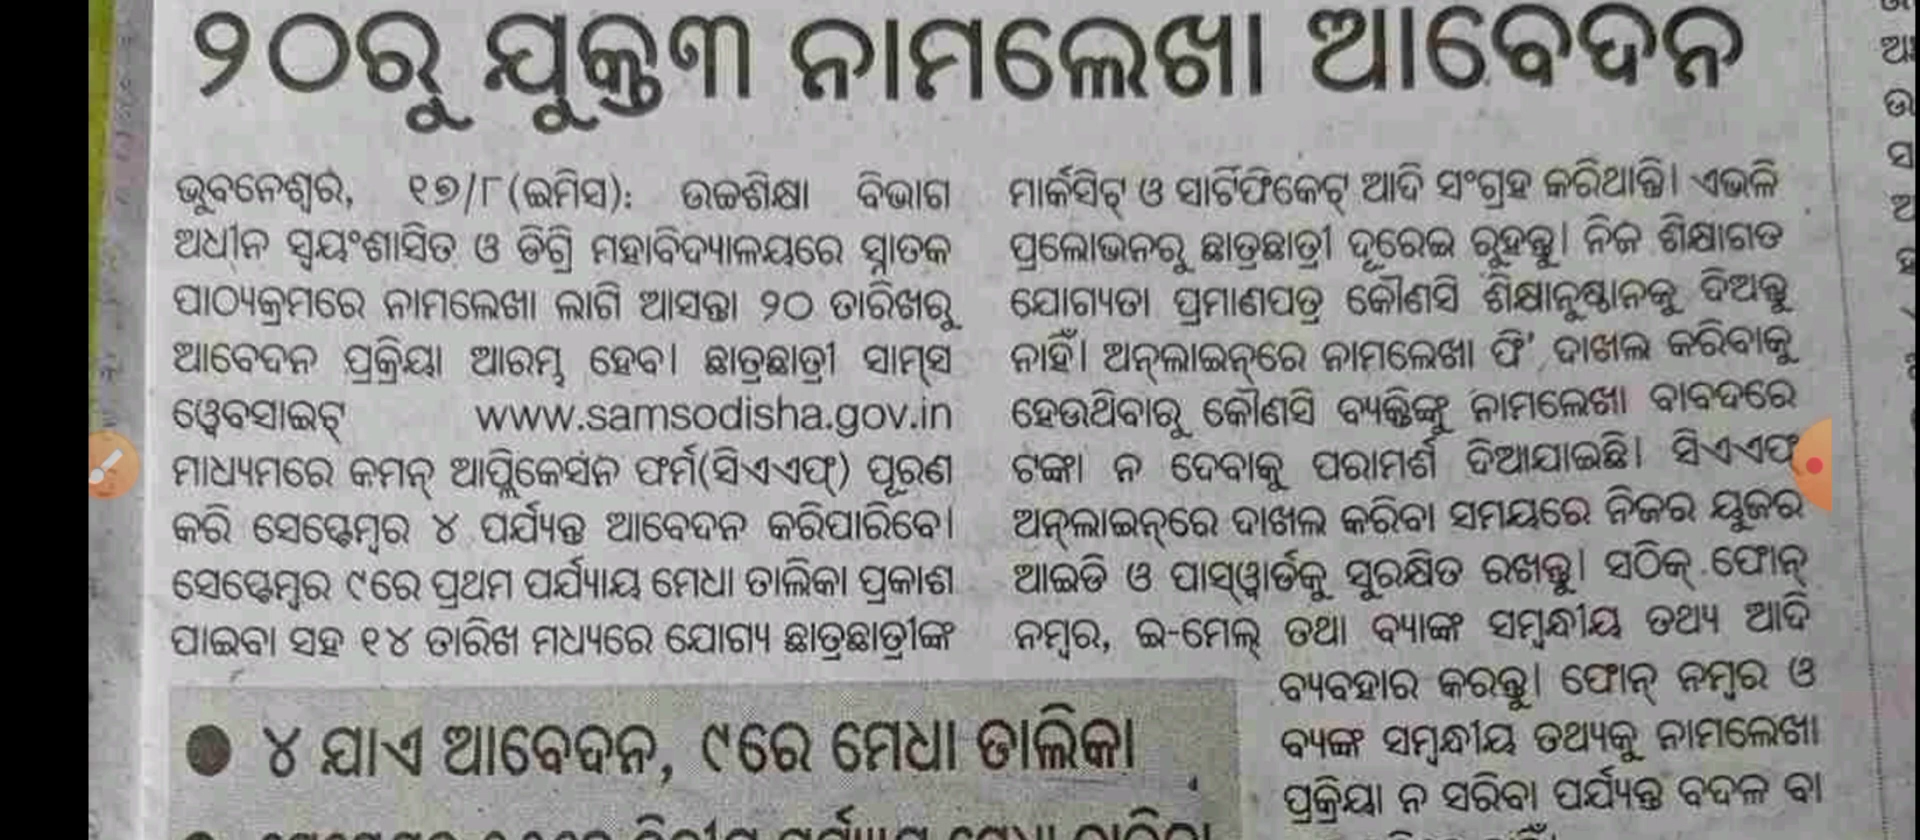 ୨୦ରୁ ଯୁକ୍ତ୩ ନାମଲେଖା ଆବେଦନ
ଭୁବନେଶ୍ୱର, ୧୭/୮(ଇମିସ): ଉଚ୍ଚଶିକ୍ଷା ବିଭାଗ
ଅଧୀନ ସ୍ୱୟଂଶାସିତ ଓ ଡିଗ୍ରି ମହାବିଦ୍ୟାଳୟରେ ସ୍ନାତକ
ପାଠ୍ୟକ୍ରମରେ ନାମଲେଖା ଲାଗି ଆସନ୍ତା ୨୦ ତାରିଖରୁ
ଆବେଦନ ପ୍ରକ୍ରିୟା ଆରମ୍ଭ ହେବ। ଛାତ୍ରଛାତ୍ରୀ ସାମ୍‌ସ
ୱେବସାଇଟ୍ www.samsodisha.gov.in
ମାଧ୍ୟମରେ କମନ୍ ଆପ୍ଲିକେସନ ଫର୍ମ(ସିଏଏଫ୍) ପୂରଣ
କରି ସେପ୍ଟେମ୍ବର ୪ ପର୍ଯ୍ୟନ୍ତ ଆବେଦନ କରିପାରିବେ।
ସେପ୍ଟେମ୍ବର ୯ରେ ପ୍ରଥମ ପର୍ଯ୍ୟାୟ ମେଧା ତାଲିକା ପ୍ରକାଶ
ପାଇବା ସହ ୧୪ ତାରିଖ ମଧ୍ୟରେ ଯୋଗ୍ୟ ଛାତ୍ରଛାତ୍ରୀଙ୍କ
● ୪ ଯାଏ ଆବେଦନ, ୯ରେ ମେଧା ତାଲିକା
ମାର୍କସିଟ୍ ଓ ସାର୍ଟିଫିକେଟ୍ ଆଦି ସଂଗ୍ରହ କରିଥାନ୍ତି। ଏଭଳି
ପ୍ରଲୋଭନରୁ ଛାତ୍ରଛାତ୍ରୀ ଦୂରେଇ ରୁହନ୍ତୁ। ନିଜ ଶିକ୍ଷାଗତ
ଯୋଗ୍ୟତା ପ୍ରମାଣପତ୍ର କୌଣସି ଶିକ୍ଷାନୁଷ୍ଠାନକୁ ଦିଅନ୍ତୁ
ନାହିଁ। ଅନ୍‌ଲାଇନ୍‌ରେ ନାମଲେଖା ଫି' ଦାଖଲ କରିବାକୁ
ହେଉଥିବାରୁ କୌଣସି ବ୍ୟକ୍ତିଙ୍କୁ ନାମଲେଖା ବାବଦରେ
ଟଙ୍କା ନ ଦେବାକୁ ପରାମର୍ଶ ଦିଆଯାଇଛି। ସିଏଏଫ୍
ଅନ୍‌ଲାଇନ୍‌ରେ ଦାଖଲ କରିବା ସମୟରେ ନିଜର ୟୁଜର
ଆଇଡି ଓ ପାସ୍‌ୱାର୍ଡକୁ ସୁରକ୍ଷିତ ରଖନ୍ତୁ। ସଠିକ୍ ଫୋନ୍
ନମ୍ବର, ଇ-ମେଲ୍ ତଥା ବ୍ୟାଙ୍କ ସମ୍ବନ୍ଧୀୟ ତଥ୍ୟ ଆଦି
ବ୍ୟବହାର କରନ୍ତୁ। ଫୋନ୍ ନମ୍ବର ଓ
ବ୍ୟଙ୍କ ସମ୍ବନ୍ଧୀୟ ତଥ୍ୟକୁ ନାମଲେଖା
ପ୍ରକ୍ରିୟା ନ ସରିବା ପର୍ଯ୍ୟନ୍ତ ବଦଳ ବା